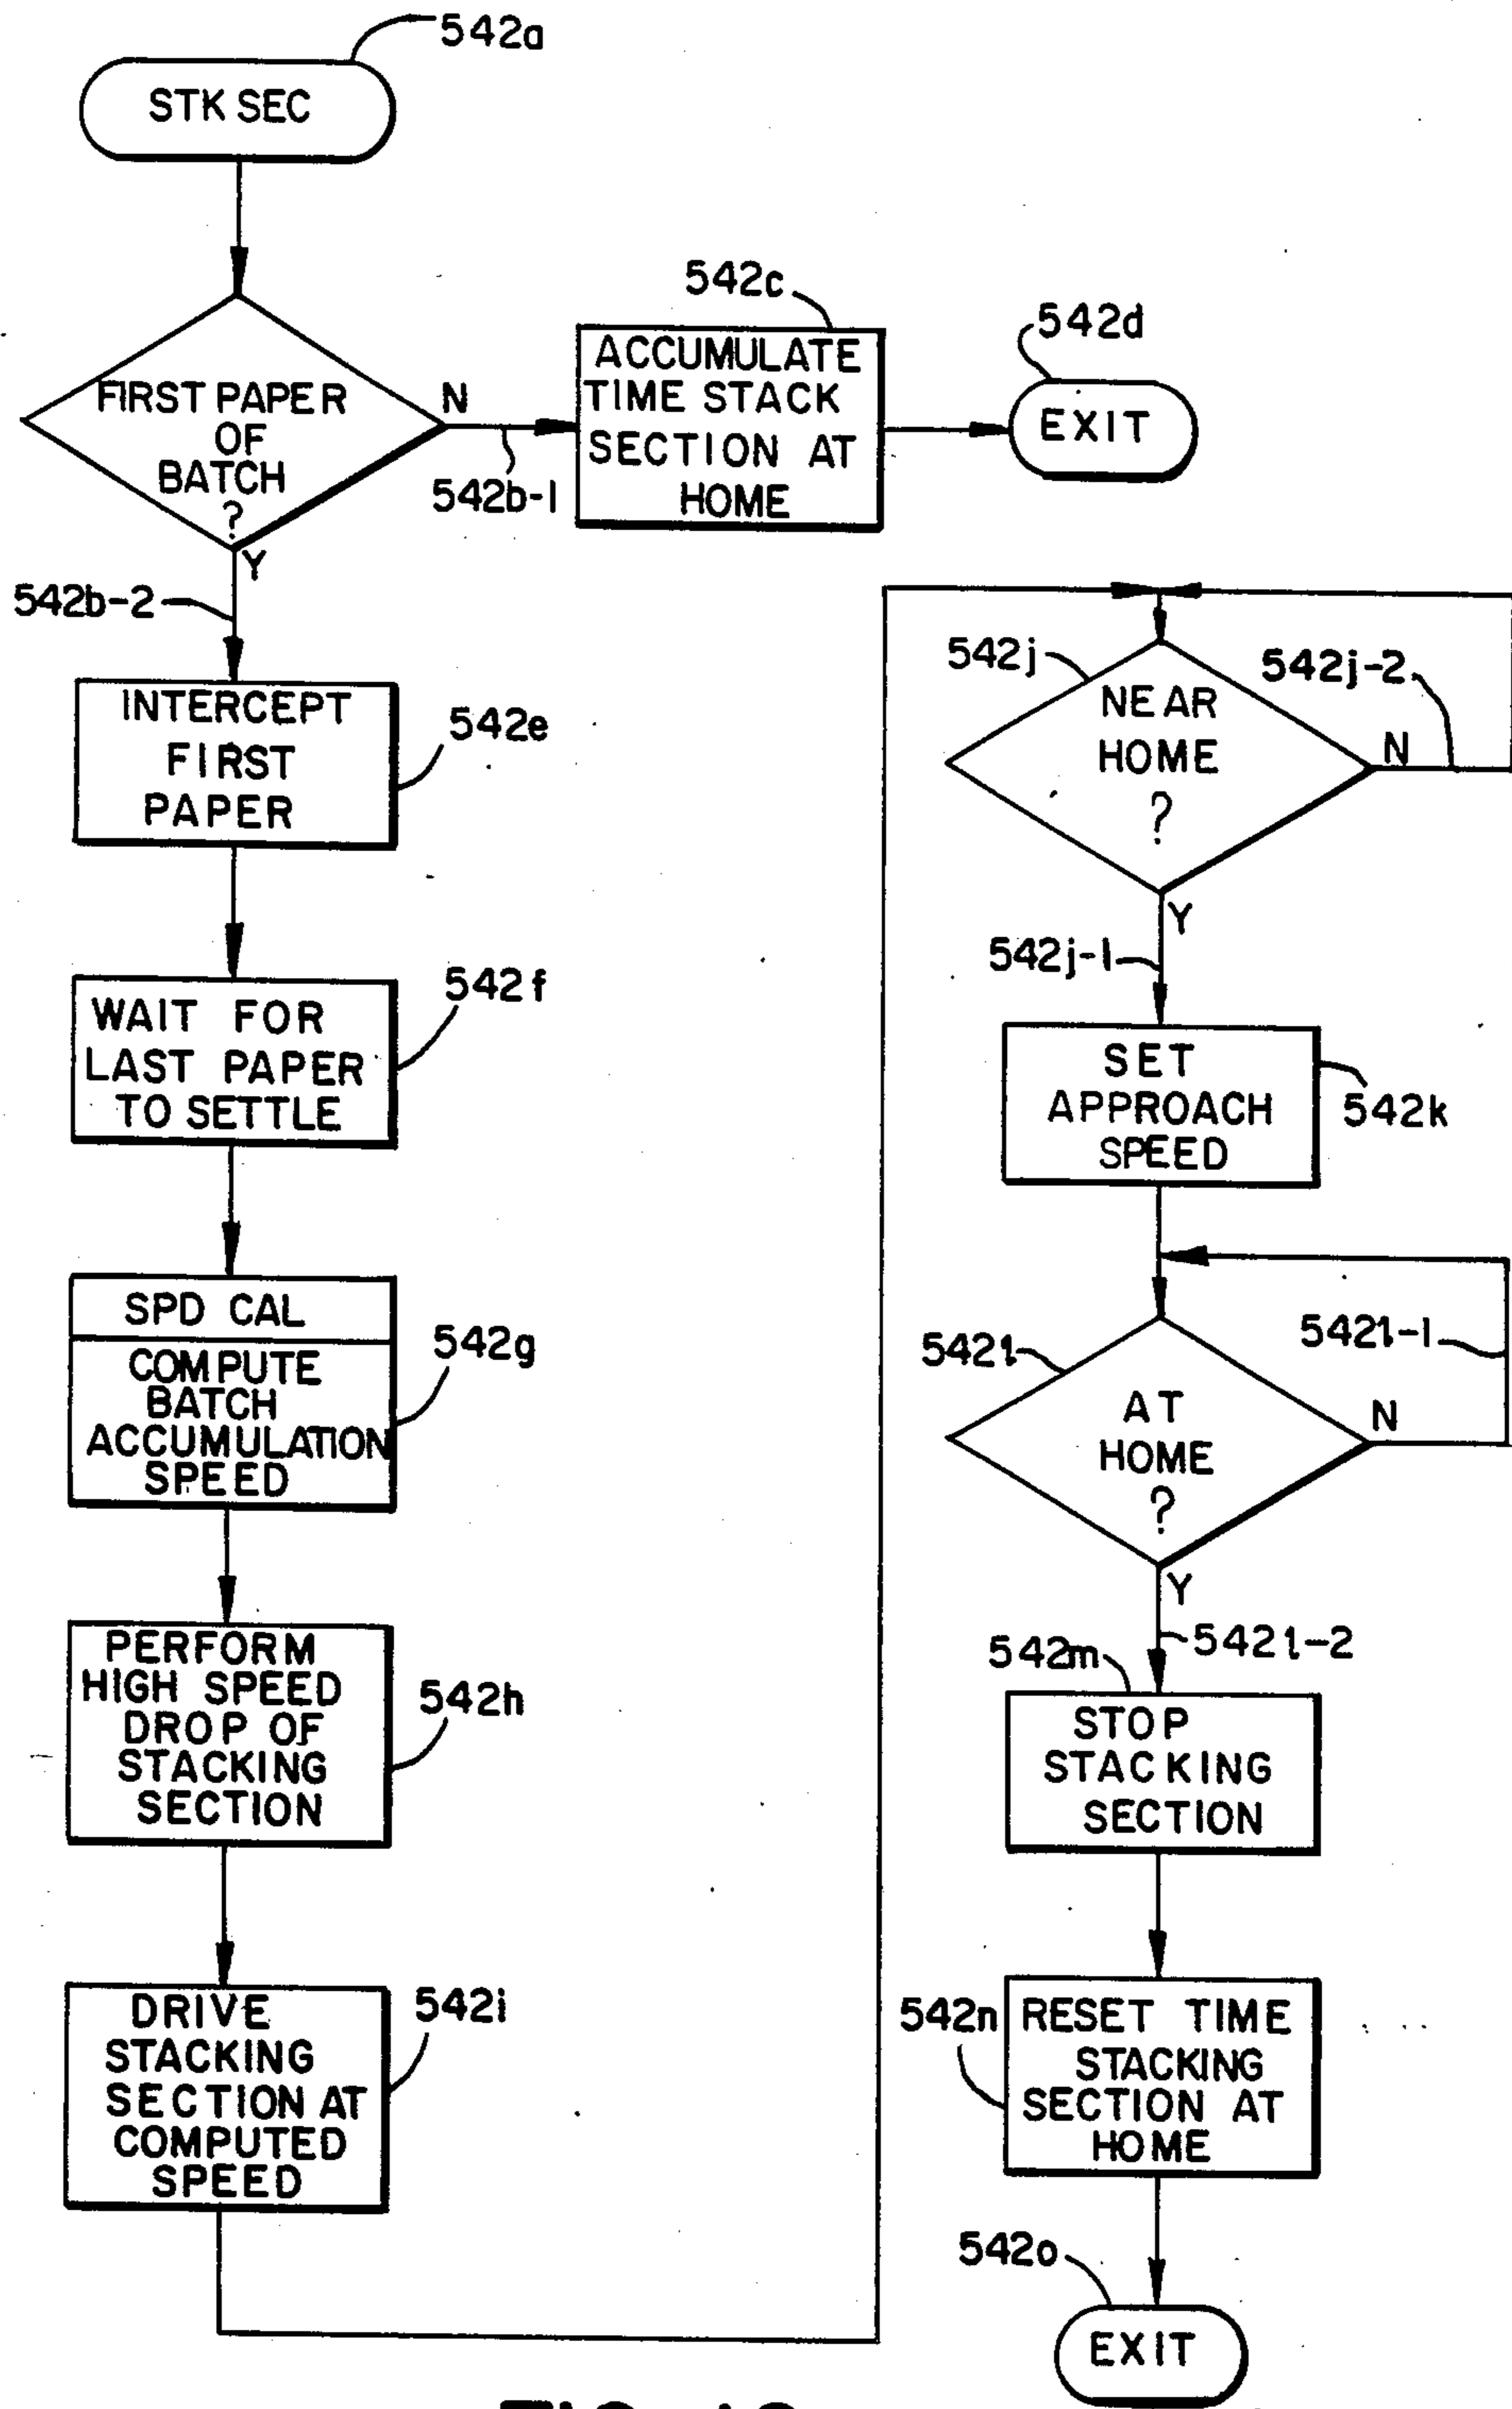 542a
STK SEC
FIRST PAPER
OF
BATCH
?
N
542b-1
Y
542b-2
542c
ACCUMULATE
TIME STACK
SECTION AT
HOME
542d
EXIT
INTERCEPT
FIRST
PAPER
542e
WAIT FOR
LAST PAPER
TO SETTLE
542f
SPD CAL
COMPUTE
BATCH
ACCUMULATION
SPEED
542g
PERFORM
HIGH SPEED
DROP OF
STACKING
SECTION
542h
DRIVE
STACKING
SECTION AT
COMPUTED
SPEED
542i
542j
NEAR
HOME
?
542j-2
N
Y
542j-1
SET
APPROACH
SPEED
542k
542l
AT
HOME
?
542l-1
N
Y
542l-2
542m
STOP
STACKING
SECTION
542n
RESET TIME
STACKING
SECTION AT
HOME
542o
EXIT